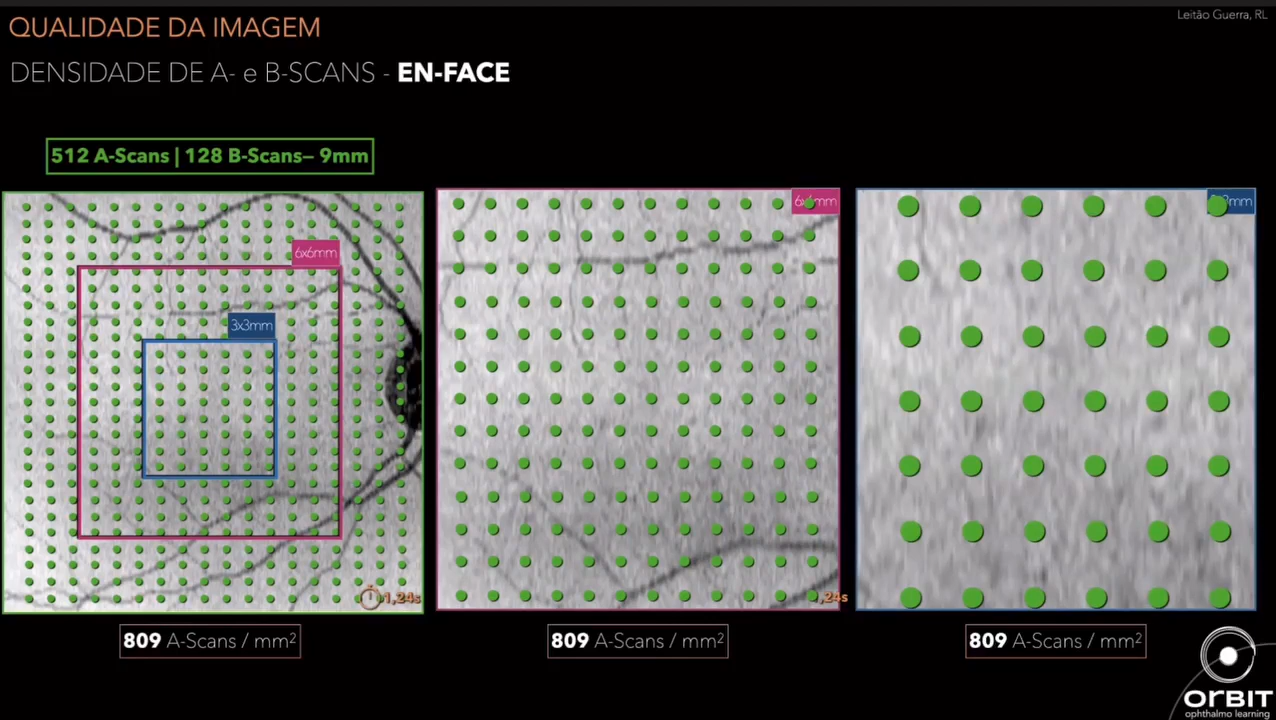 Leitão Guerra, RL
QUALIDADE DA IMAGEM
DENSIDADE DE A- e B-SCANS - EN-FACE
512 A-Scans | 128 B-Scans– 9mm
6x6mm
3x3mm
1,24s
809 A-Scans / mm²
6x6mm
,24s
809 A-Scans / mm²
809 A-Scans / mm²
ORBIT
ophthalmo learning